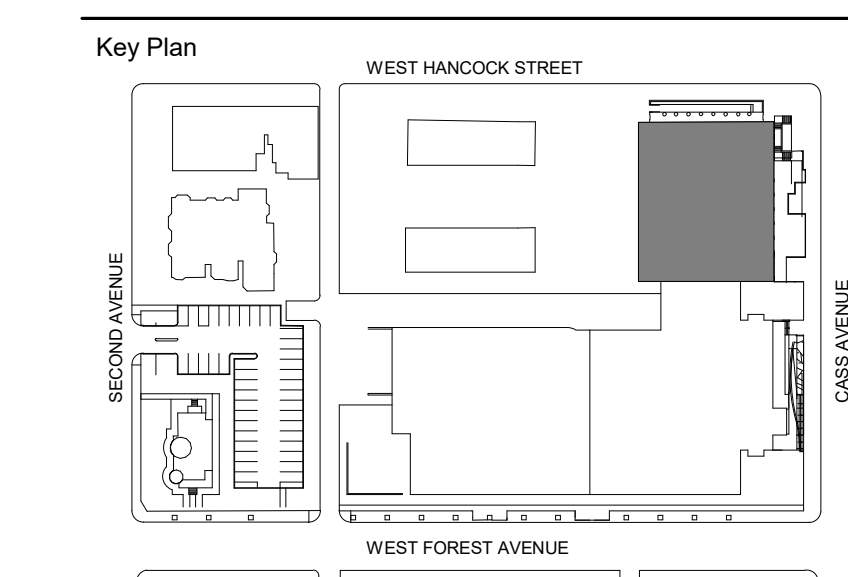 Key Plan
WEST HANCOCK STREET
SECOND AVENUE
CASS AVENUE
WEST FOREST AVENUE